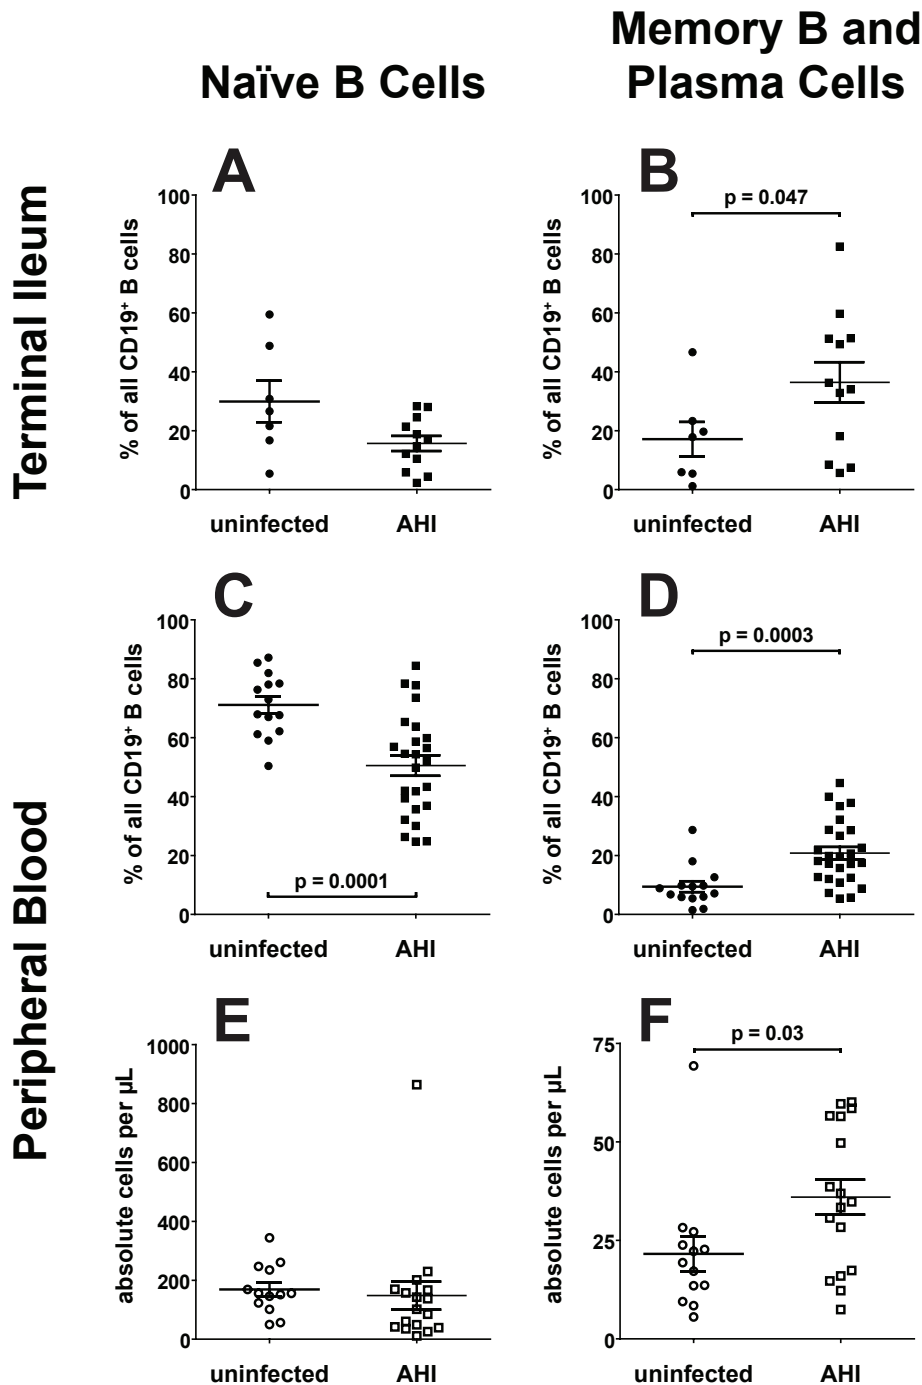 Naïve B Cells
Memory B and
Plasma Cells
Terminal Ileum
A
% of all CD19⁺ B cells
100
80
60
40
20
0
uninfected
AHI
B
p = 0.047
% of all CD19⁺ B cells
100
80
60
40
20
0
uninfected
AHI
Peripheral Blood
C
% of all CD19⁺ B cells
100
80
60
40
20
0
p = 0.0001
uninfected
AHI
D
p = 0.0003
% of all CD19⁺ B cells
100
80
60
40
20
0
uninfected
AHI
E
absolute cells per µL
1000
800
600
400
200
0
uninfected
AHI
F
p = 0.03
absolute cells per µL
75
50
25
0
uninfected
AHI